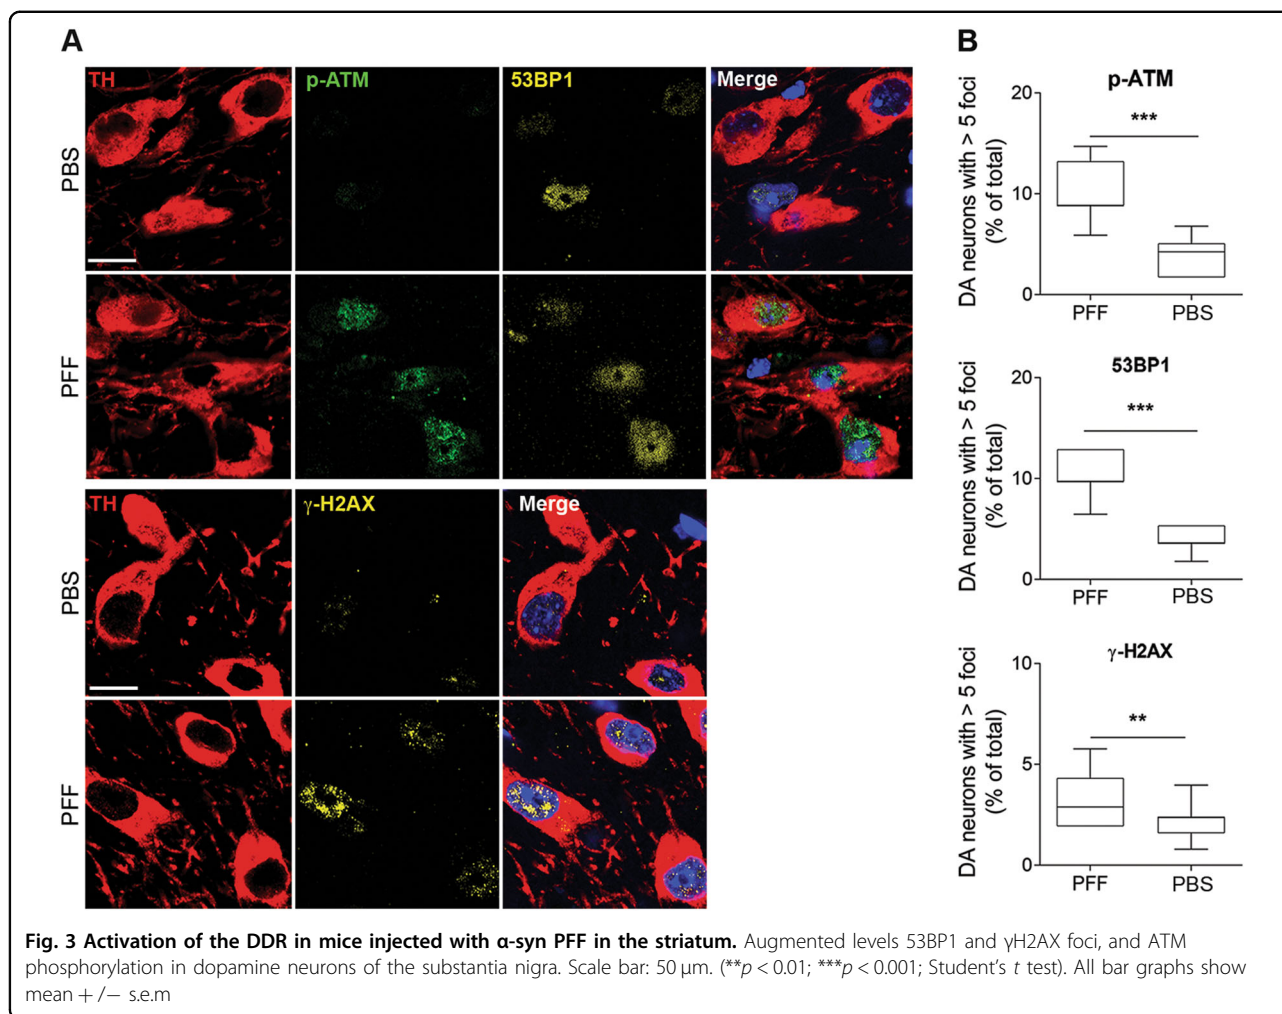 A
TH
p-ATM
53BP1
Merge
PBS
PFF
TH
γ-H2AX
Merge
PBS
PFF
B
p-ATM
DA neurons with > 5 foci
(% of total)
20
10
0
***
PFF
PBS
53BP1
DA neurons with > 5 foci
(% of total)
20
10
0
***
PFF
PBS
γ-H2AX
DA neurons with > 5 foci
(% of total)
10
5
0
**
PFF
PBS
Fig. 3 Activation of the DDR in mice injected with α-syn PFF in the striatum. Augmented levels 53BP1 and γH2AX foci, and ATM
phosphorylation in dopamine neurons of the substantia nigra. Scale bar: 50 μm. (**p < 0.01; ***p < 0.001; Student's t test). All bar graphs show
mean + /− s.e.m